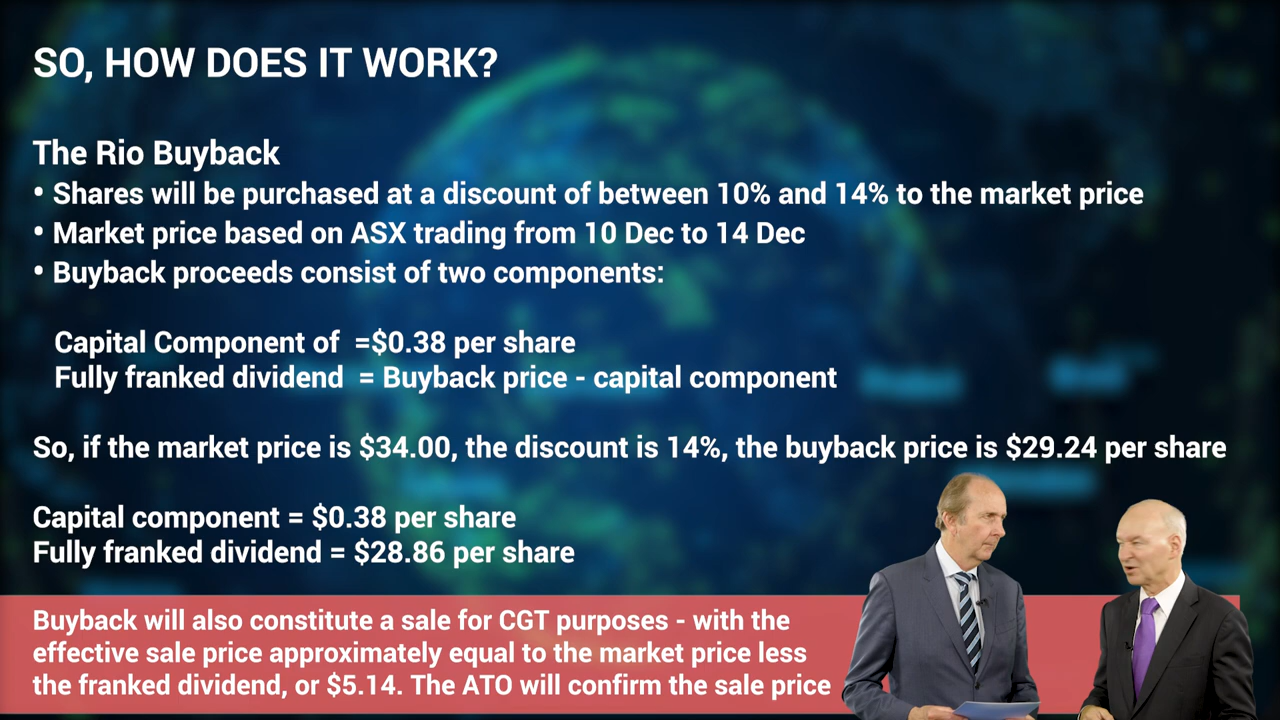 SO, HOW DOES IT WORK?
The Rio Buyback
• Shares will be purchased at a discount of between 10% and 14% to the market price
• Market price based on ASX trading from 10 Dec to 14 Dec
• Buyback proceeds consist of two components:
Capital Component of =$0.38 per share
Fully franked dividend = Buyback price - capital component
So, if the market price is $34.00, the discount is 14%, the buyback price is $29.24 per share
Capital component = $0.38 per share
Fully franked dividend = $28.86 per share
Buyback will also constitute a sale for CGT purposes - with the
effective sale price approximately equal to the market price less
the franked dividend, or $5.14. The ATO will confirm the sale price